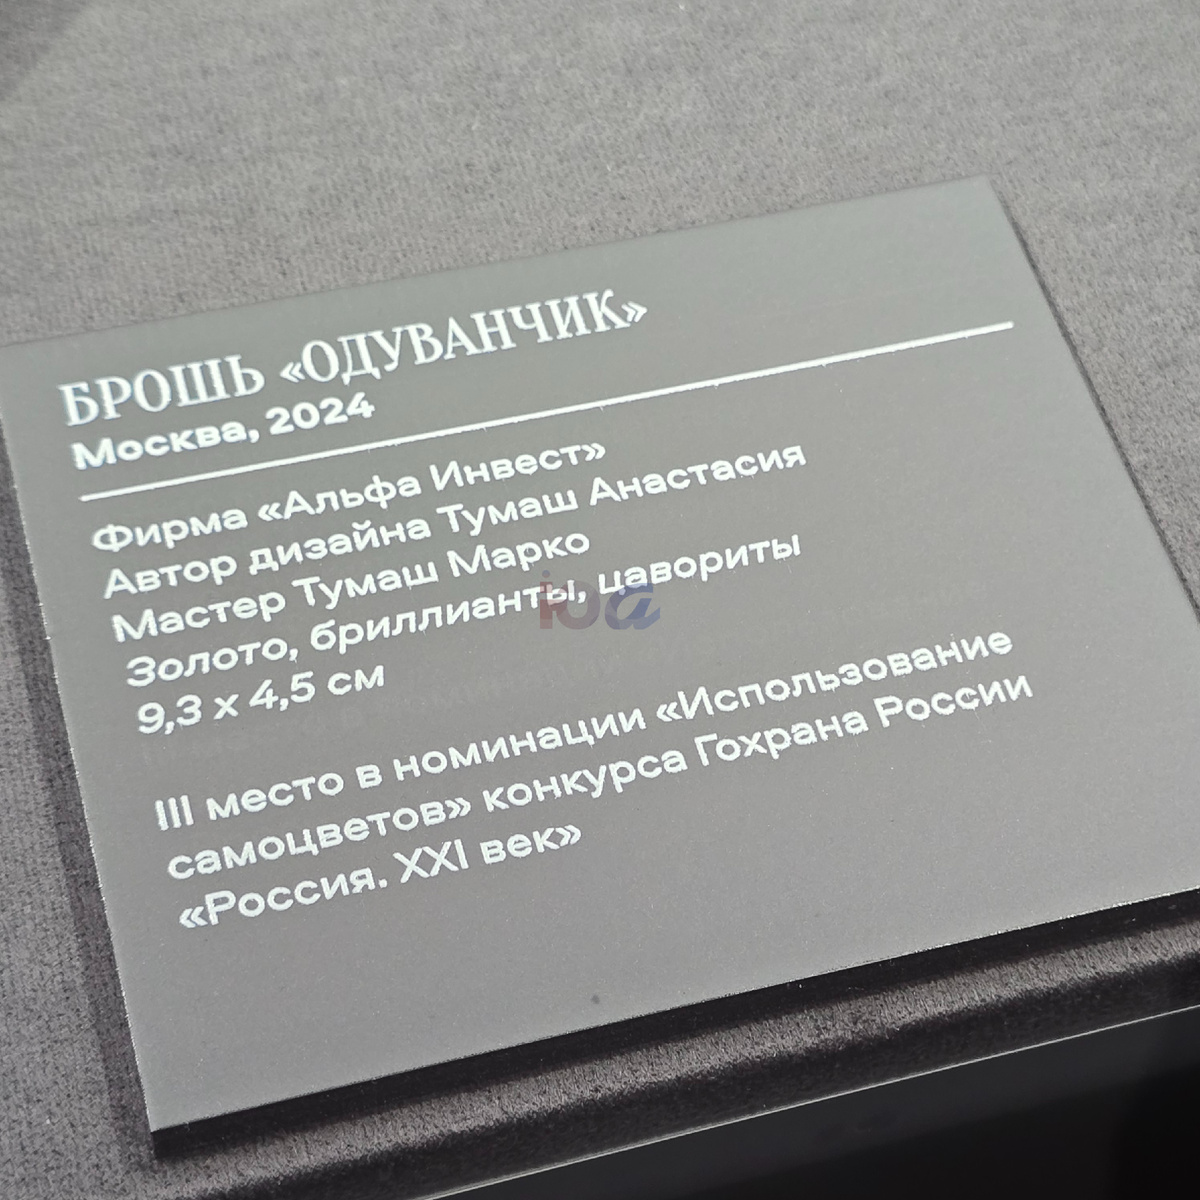 БРОШЬ «ОДУВАНЧИК»
Москва, 2024
Фирма «Альфа Инвест»
Автор дизайна Тумаш Анастасия
Мастер Тумаш Марко
Золото, бриллианты, цавориты
9,3 х 4,5 см
III место в номинации «Использование
самоцветов» конкурса Гохрана России
«Россия. XXI век»